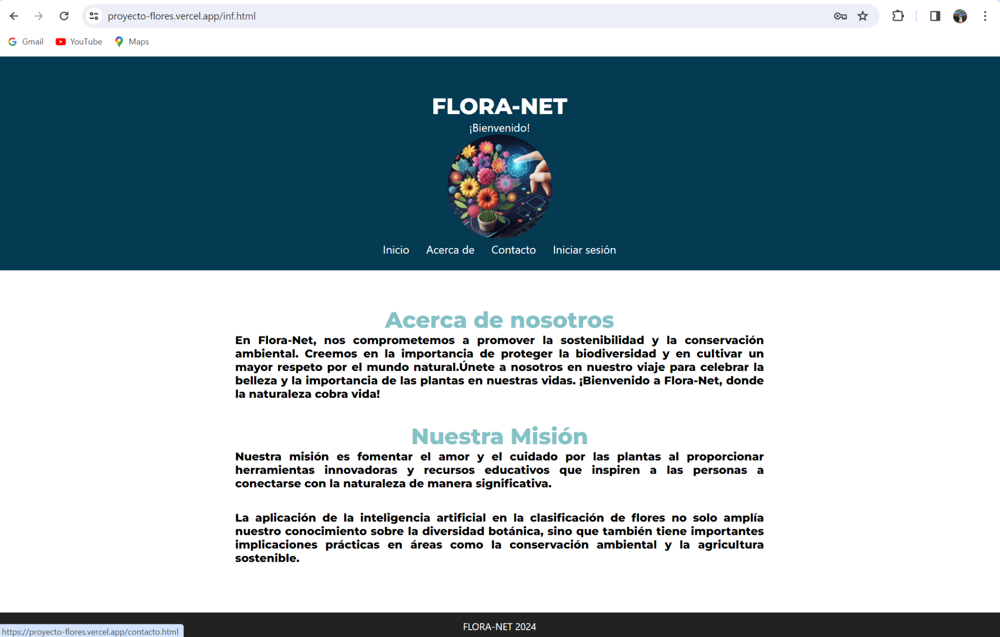 proyecto-flores.vercel.app/inf.html
Gmail YouTube Maps
FLORA-NET
¡Bienvenido!
Inicio Acerca de Contacto Iniciar sesión
Acerca de nosotros
En Flora-Net, nos comprometemos a promover la sostenibilidad y la conservación
ambiental. Creemos en la importancia de proteger la biodiversidad y en cultivar un
mayor respeto por el mundo natural.Únete a nosotros en nuestro viaje para celebrar la
belleza y la importancia de las plantas en nuestras vidas. ¡Bienvenido a Flora-Net, donde
la naturaleza cobra vida!
Nuestra Misión
Nuestra misión es fomentar el amor y el cuidado por las plantas al proporcionar
herramientas innovadoras y recursos educativos que inspiren a las personas a
conectarse con la naturaleza de manera significativa.
La aplicación de la inteligencia artificial en la clasificación de flores no solo amplía
nuestro conocimiento sobre la diversidad botánica, sino que también tiene importantes
implicaciones prácticas en áreas como la conservación ambiental y la agricultura
sostenible.
FLORA-NET 2024
https://proyecto-flores.vercel.app/contacto.html